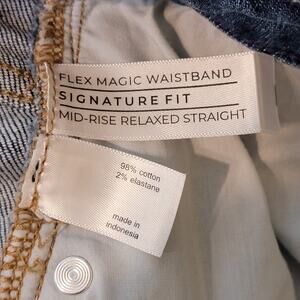 FLEX MAGIC WAISTBAND
SIGNATURE FIT
MID-RISE RELAXED STRAIGHT
98% cotton
2% elastane
made in
indonesia